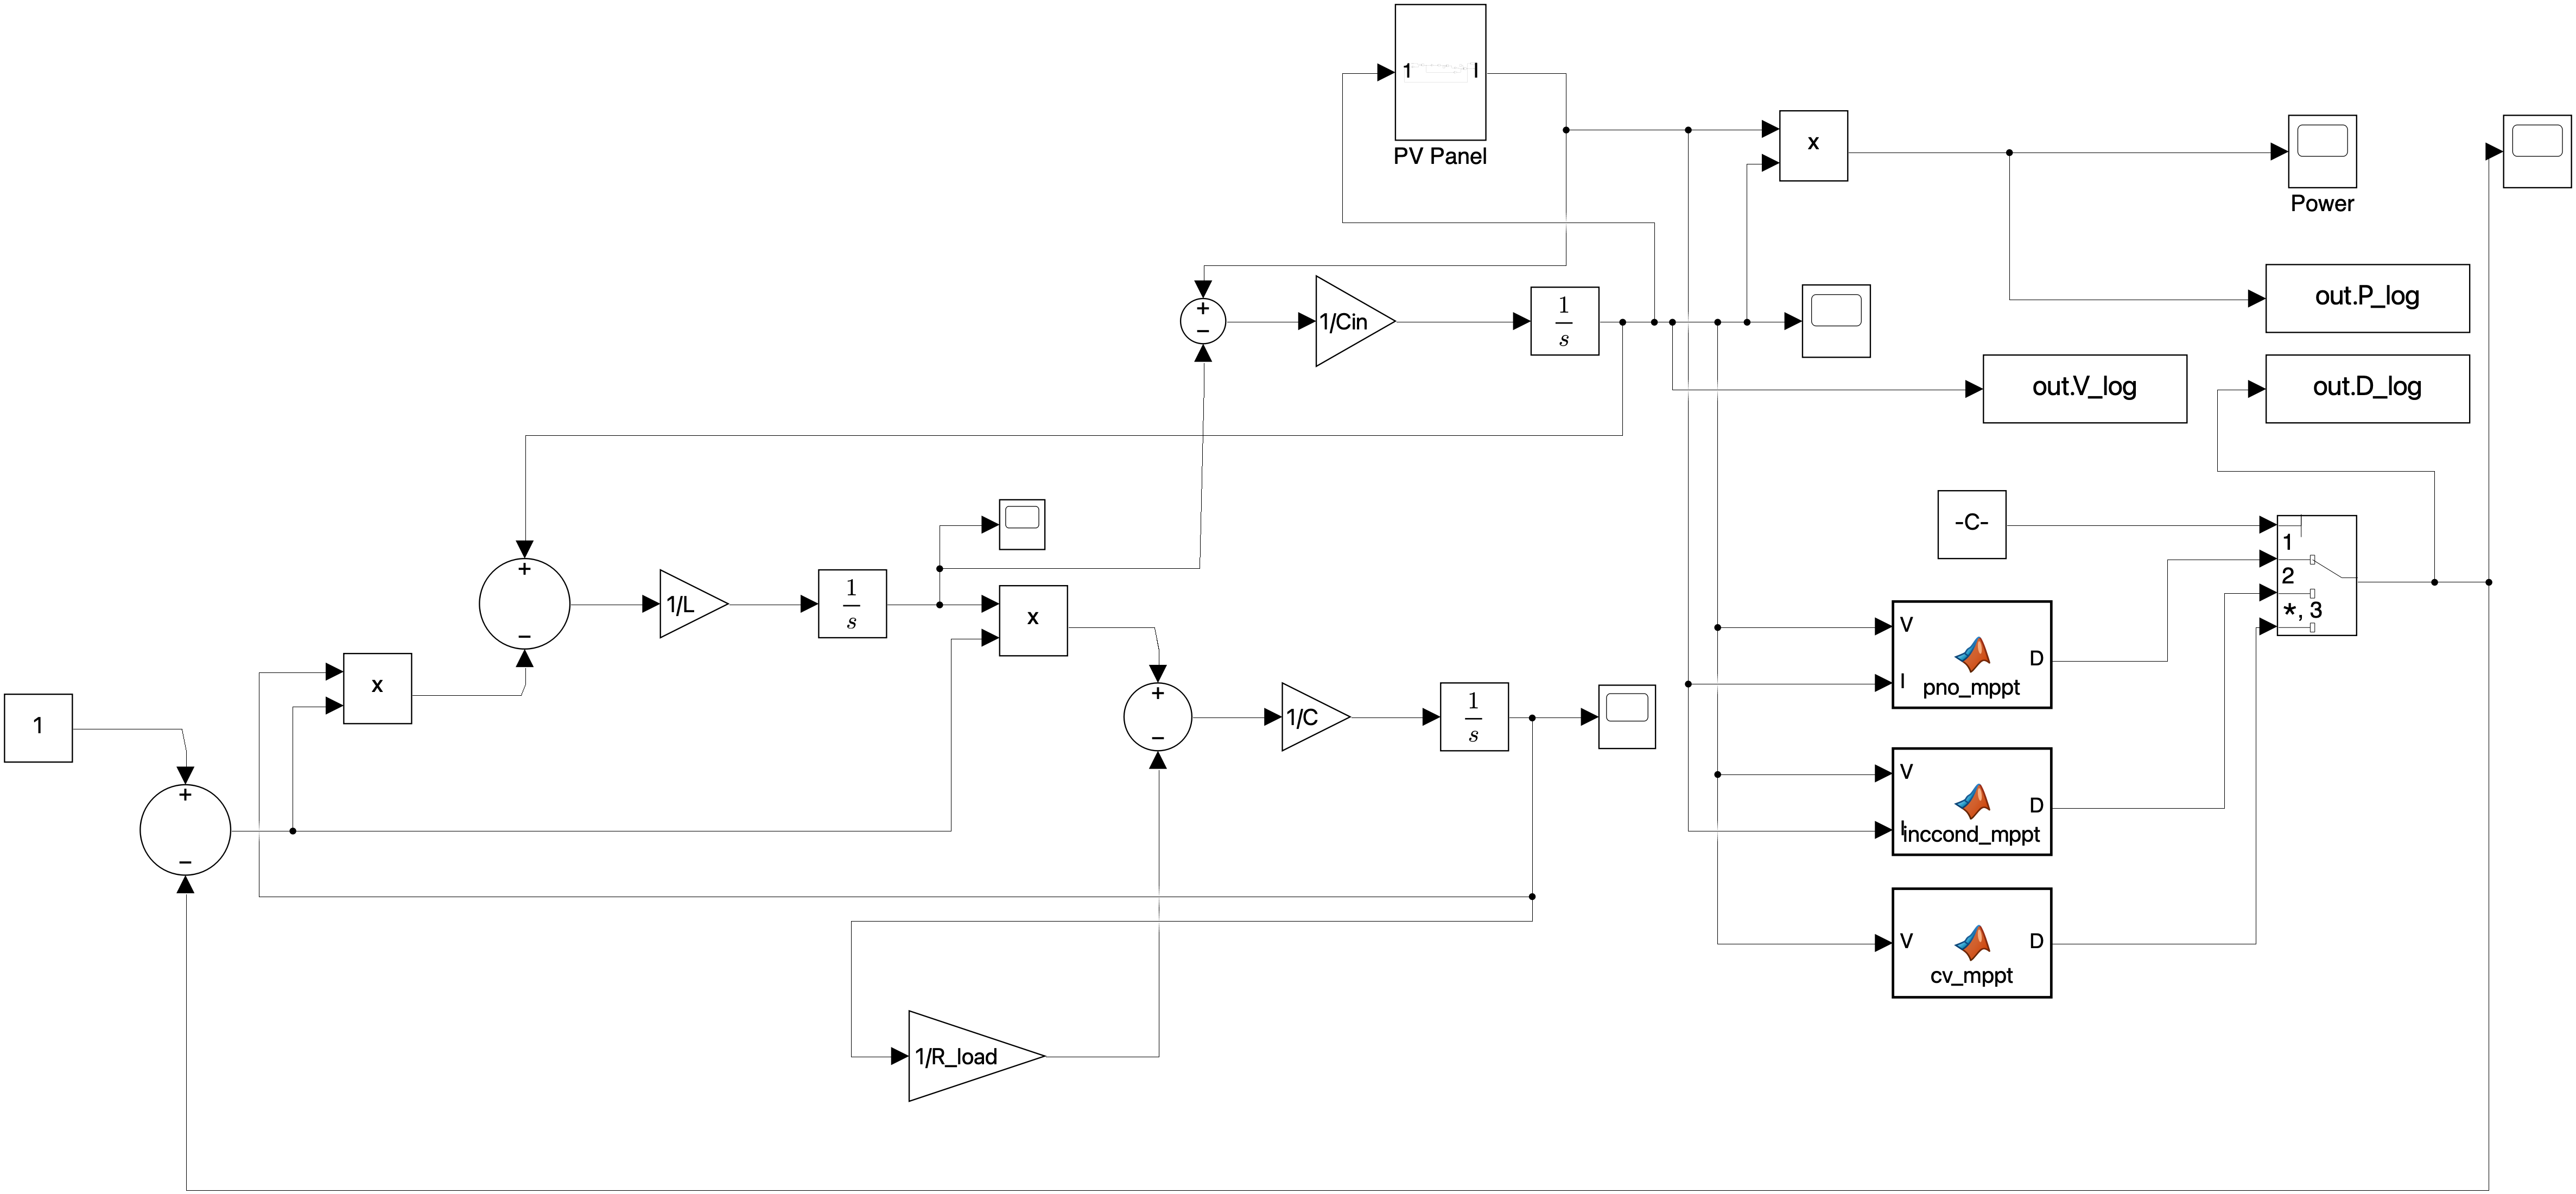 1
I
PV Panel
x
Power
+
−
1/Cin
1
s
out.P_log
out.V_log
out.D_log
-C-
1
2
*, 3
+
−
1/L
1
s
x
x
V
I
D
pno_mppt
1
+
−
+
−
1/C
1
s
V
I
D
inccond_mppt
V
D
cv_mppt
1/R_load